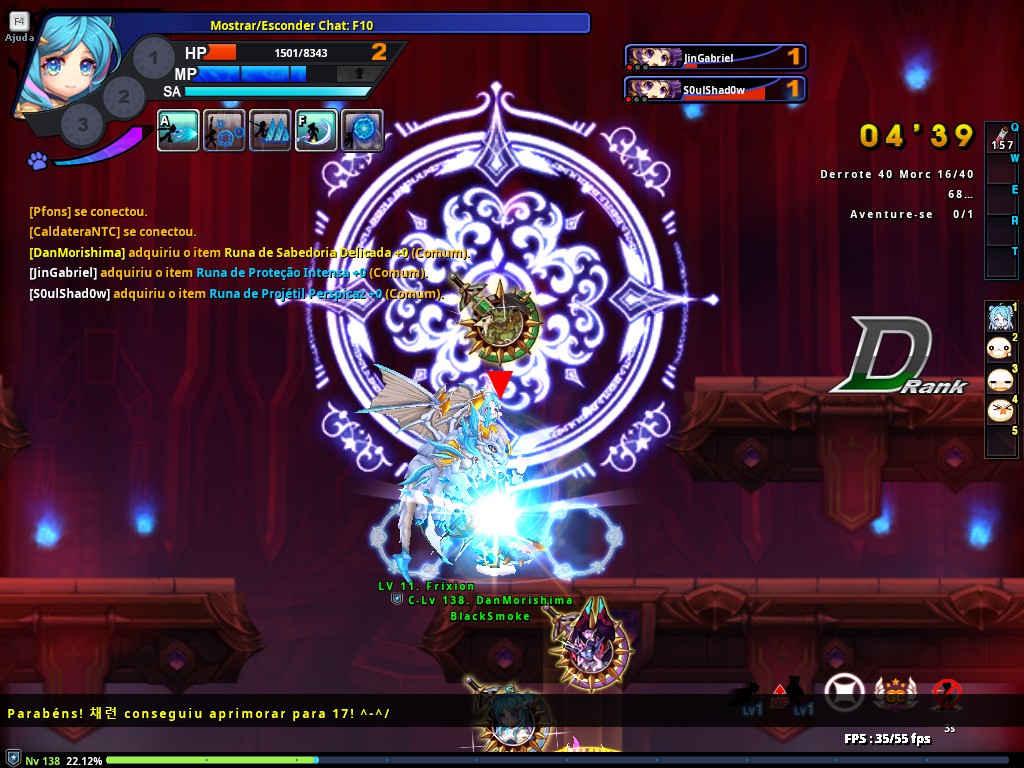 F4
Ajuda
Mostrar/Esconder Chat: F10
HP 1501/8343 2
MP
SA
1
2
3
A
F
JinGabriel 1
S0ulShad0w 1
04'39
Derrote 40 Morc 16/40
68…
Aventure-se 0/1
Q
157
W
E
R
T
1
2
3
4
5
[Pfons] se conectou.
[CaldateraNTC] se conectou.
[DanMorishima] adquiriu o item Runa de Sabedoria Delicada +0 (Comum).
[JinGabriel] adquiriu o item Runa de Proteção Intensa +0 (Comum).
[S0ulShad0w] adquiriu o item Runa de Projétil Perspicaz +0 (Comum).
D Rank
LV 11. Frixion
C-Lv 138. DanMorishima
BlackSmoke
Lv1
HP
Lv1
GC
3s
Parabéns! 채련 conseguiu aprimorar para 17! ^-^/
FPS : 35/55 fps
Nv 138 22.12%